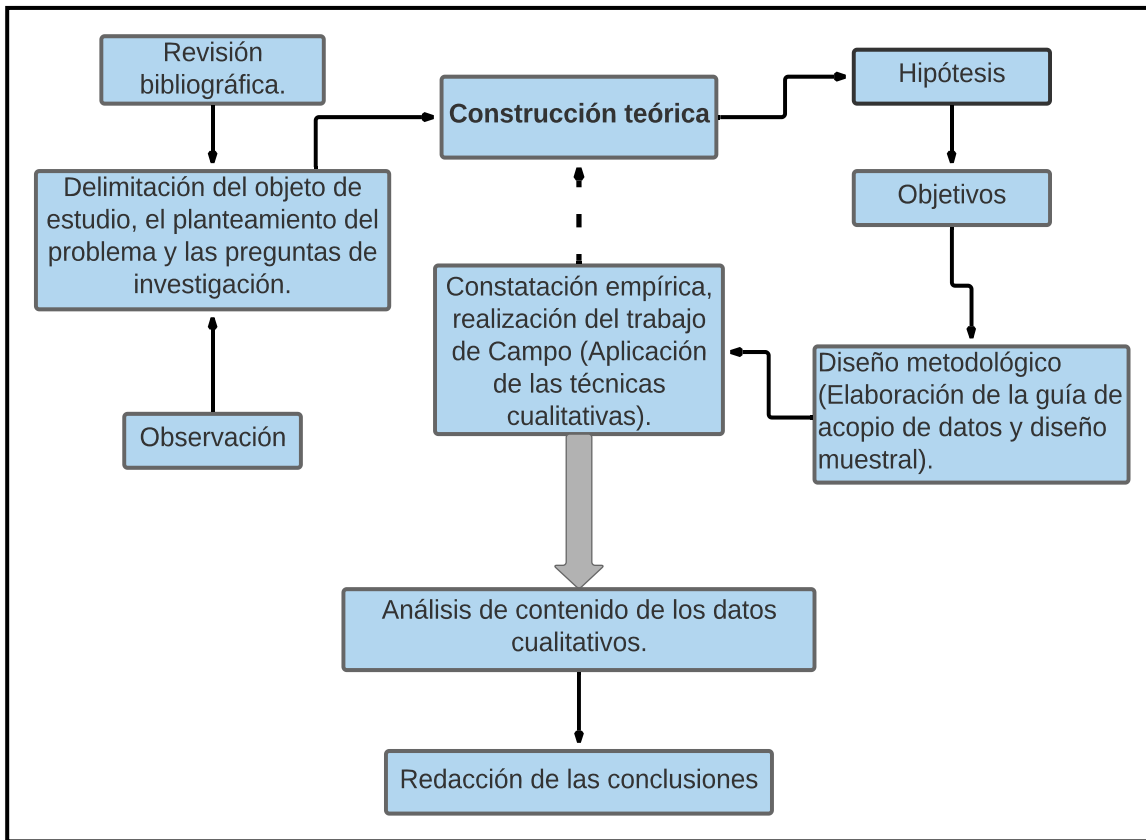 Revisión
bibliográfica.
Construcción teórica
Hipótesis
Delimitación del objeto de
estudio, el planteamiento del
problema y las preguntas de
investigación.
Objetivos
Constatación empírica,
realización del trabajo
de Campo (Aplicación
de las técnicas
cualitativas).
Diseño metodológico
(Elaboración de la guía de
acopio de datos y diseño
muestral).
Observación
Análisis de contenido de los datos
cualitativos.
Redacción de las conclusiones